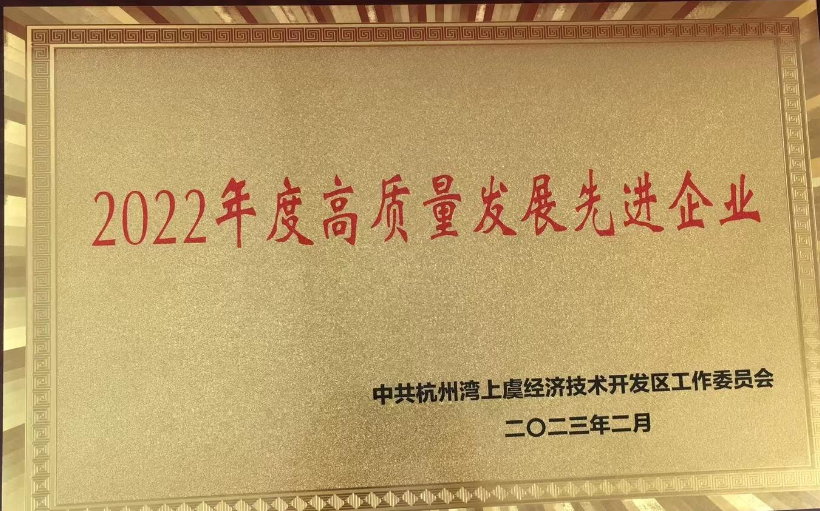 2022年度高质量发展先进企业
中共杭州湾上虞经济技术开发区工作委员会
二〇二三年二月